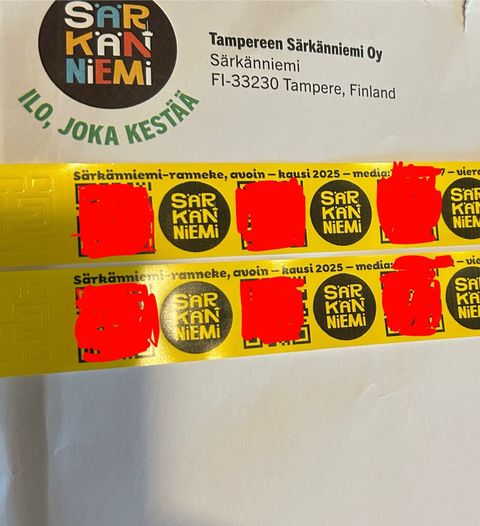 SÄR
KÄN
NiEMi
ILO, JOKA KESTÄÄ
Tampereen Särkänniemi Oy
Särkänniemi
FI-33230 Tampere, Finland
Särkänniemi-ranneke, avoin – kausi 2025 – media: 7 –
SÄR
KÄN
NiEMi
SÄR
KÄN
NiEMi
Särkänniemi-ranneke, avoin – kausi 2025 – media: –
SÄR
KÄN
NiEMi
SÄR
KÄN
NiEMi